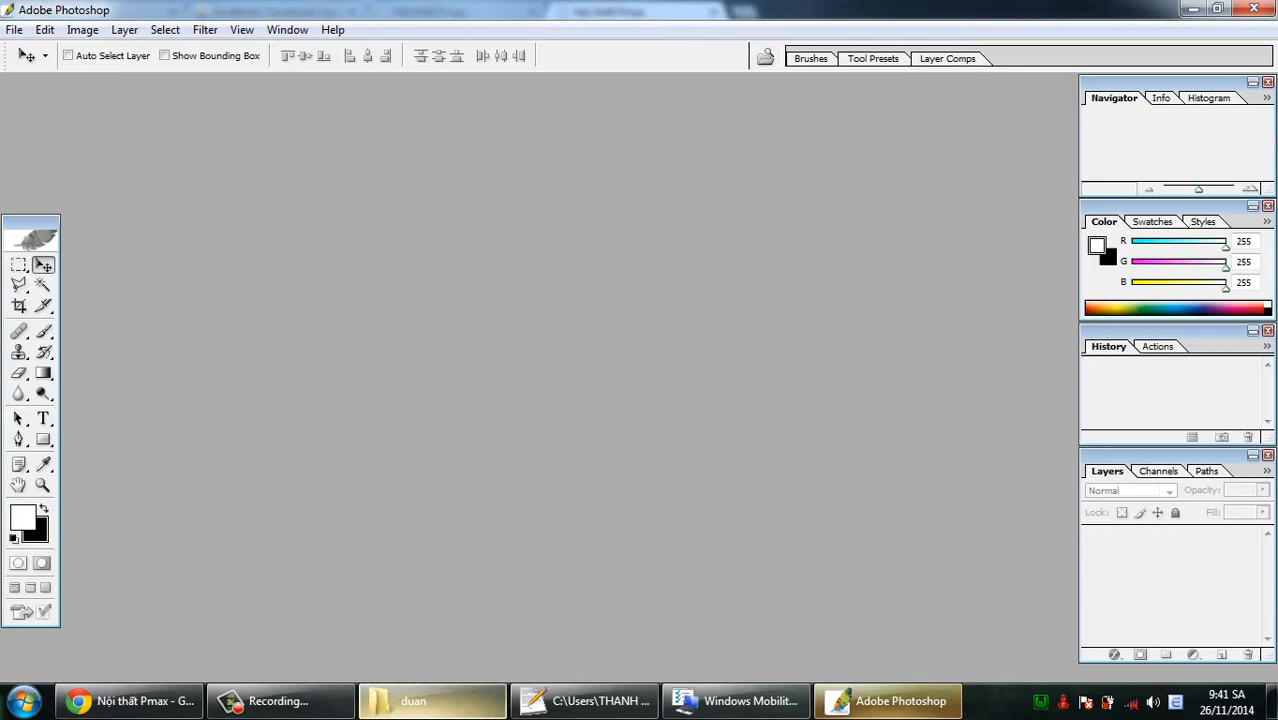 Adobe Photoshop
File Edit Image Layer Select Filter View Window Help
Auto Select Layer Show Bounding Box Brushes Tool Presets Layer Comps
Navigator Info Histogram
Color Swatches Styles
R 255
G 255
B 255
History Actions
T
Layers Channels Paths
Normal Opacity:
Lock: Fill:
Nội thất Pmax - G... Recording... duan C:\Users\THANH ... Windows Mobilit... Adobe Photoshop
9:41 SA
26/11/2014